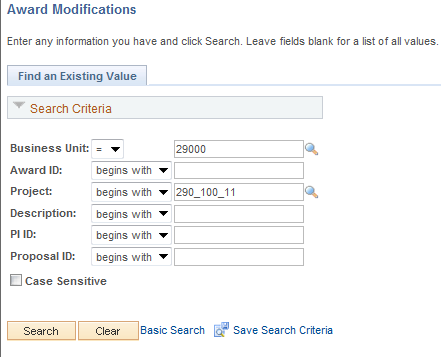 Award Modifications
Enter any information you have and click Search. Leave fields blank for a list of all values.
Find an Existing Value
Search Criteria
Business Unit: = 29000
Award ID: begins with
Project: begins with 290_100_11
Description: begins with
PI ID: begins with
Proposal ID: begins with
Case Sensitive
Search Clear Basic Search Save Search Criteria